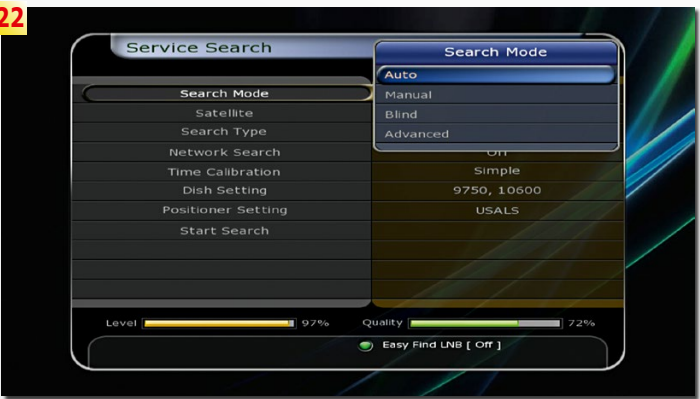 22
Service Search
Search Mode
Auto
Manual
Blind
Advanced
Search Mode
Satellite
Search Type
Network Search
Time Calibration Simple
Dish Setting 9750, 10600
Positioner Setting USALS
Start Search
Level 97% Quality 72%
Easy Find LNB [ Off ]